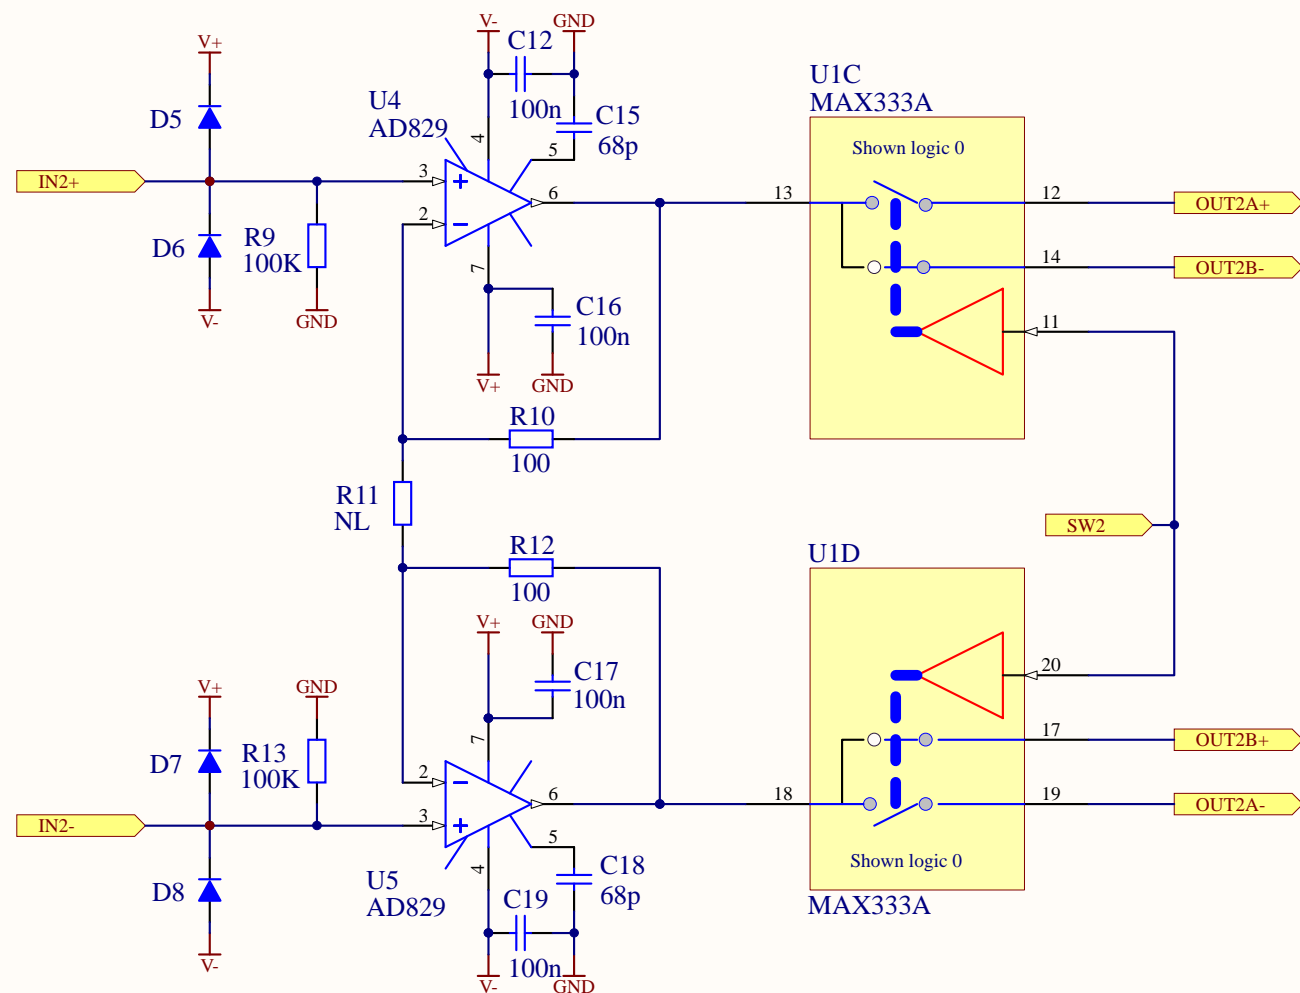 V- GND
C12
V+
U1C
MAX333A
U4
AD829
100n
C15
68p
D5
4
5
Shown logic 0
IN2+
3
6
13
12
OUT2A+
2
D6
R9
100K
14
OUT2B-
7
V-
GND
C16
100n
11
V+
GND
R10
100
R11
NL
SW2
R12
100
U1D
V+
GND
C17
100n
20
V+
GND
7
17
OUT2B+
D7
R13
100K
2
6
18
19
OUT2A-
IN2-
3
5
Shown logic 0
D8
4
C18
68p
U5
AD829
C19
MAX333A
100n
V-
V-
GND